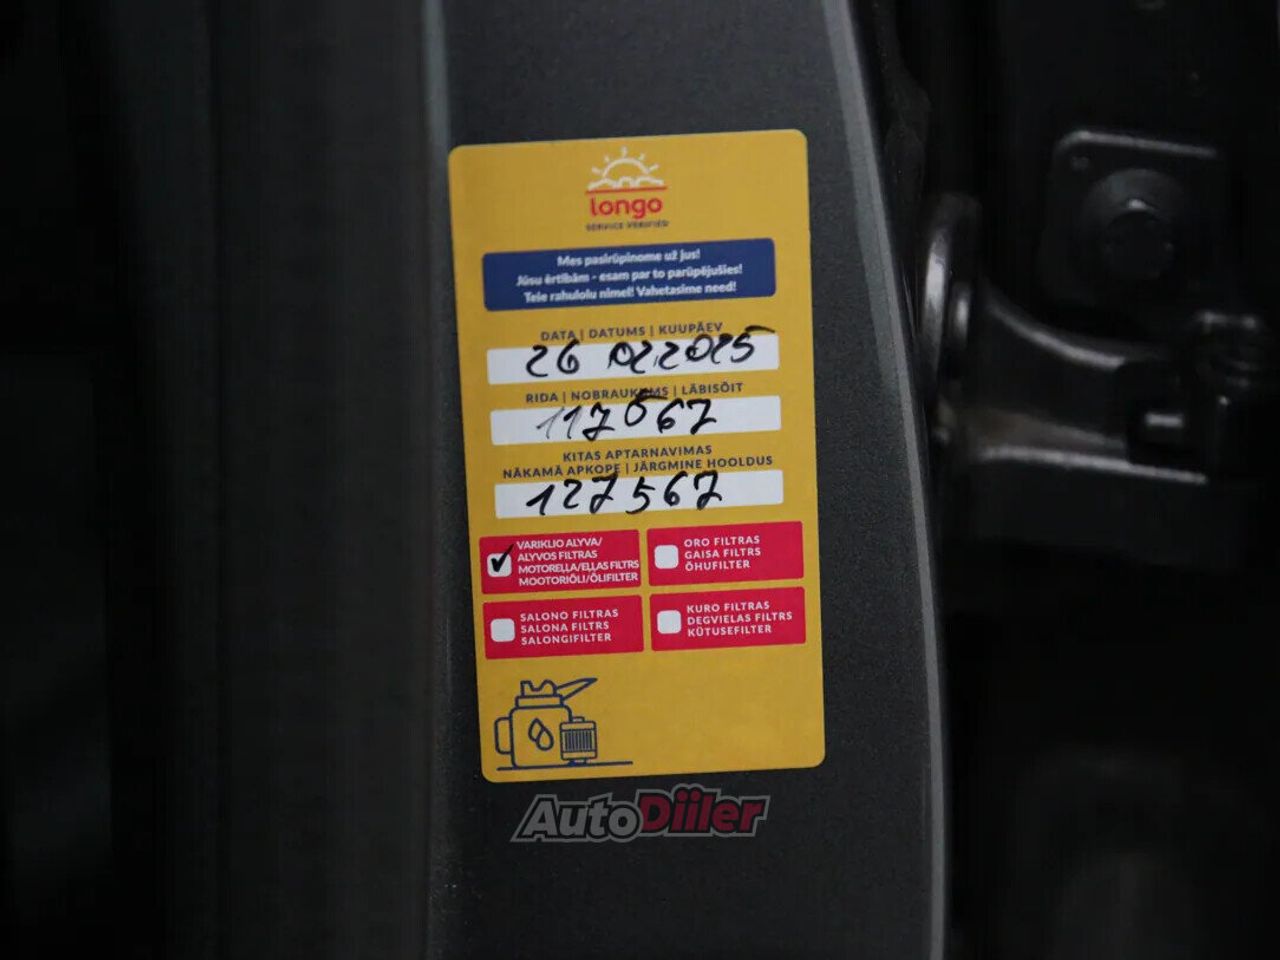 longo
SERVICE VERIFIED
Mes pasirūpinome už jus!
Jūsu ērtībām - esam par to parūpējušies!
Teie rahulolu nimel! Vahetasime need!
DATA | DATUMS | KUUPÄEV
26 02.2025
RIDA | NOBRAUKUMS | LÄBISÕIT
117567
KITAS APTARNAVIMAS
NĀKAMĀ APKOPE | JÄRGMINE HOOLDUS
127567
VARIKLIO ALYVA/
ALYVOS FILTRAS
MOTOREĻĻA/EĻĻAS FILTRS
MOOTORIÕLI/ÕLIFILTER
ORO FILTRAS
GAISA FILTRS
ÕHUFILTER
SALONO FILTRAS
SALONA FILTRS
SALONGIFILTER
KURO FILTRAS
DEGVIELAS FILTRS
KÜTUSEFILTER
AutoDiiler